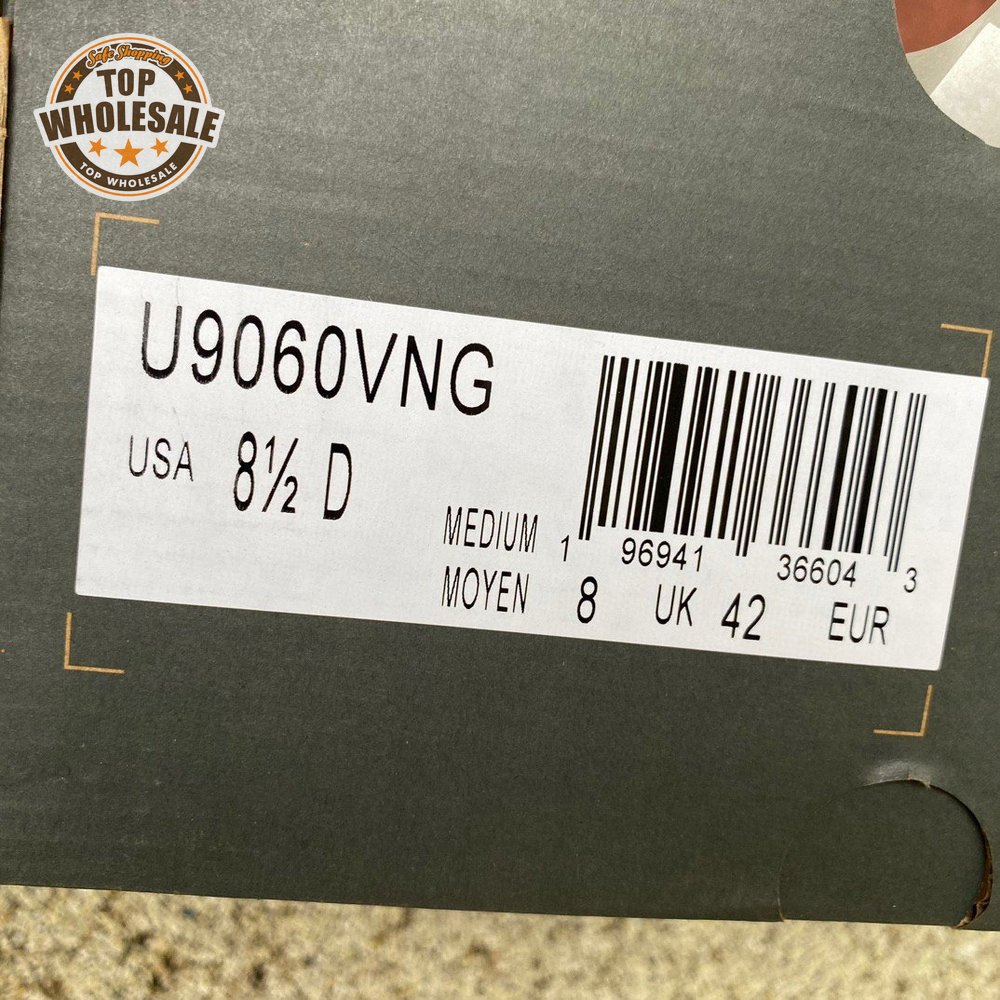 Safe Shopping
TOP
WHOLESALE
TOP WHOLESALE
U9060VNG
USA 8½ D
MEDIUM
MOYEN
1 96941 36604 3
8 UK 42 EUR